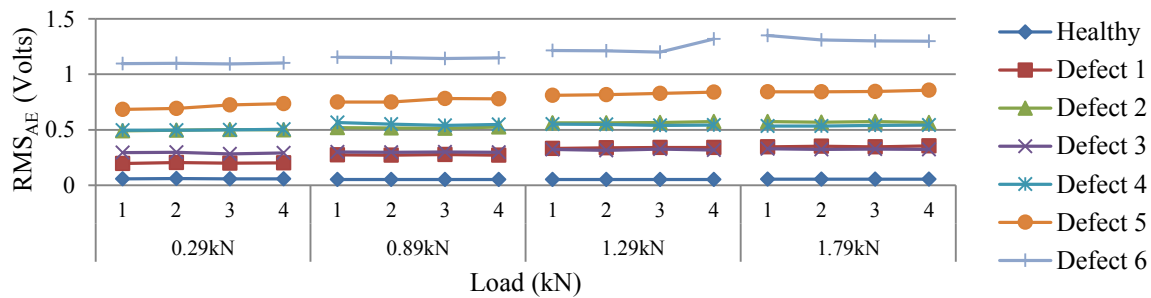 RMS_AE (Volts)
1.5
1
0.5
0
1 2 3 4 1 2 3 4 1 2 3 4 1 2 3 4
0.29kN 0.89kN 1.29kN 1.79kN
Load (kN)
Healthy
Defect 1
Defect 2
Defect 3
Defect 4
Defect 5
Defect 6